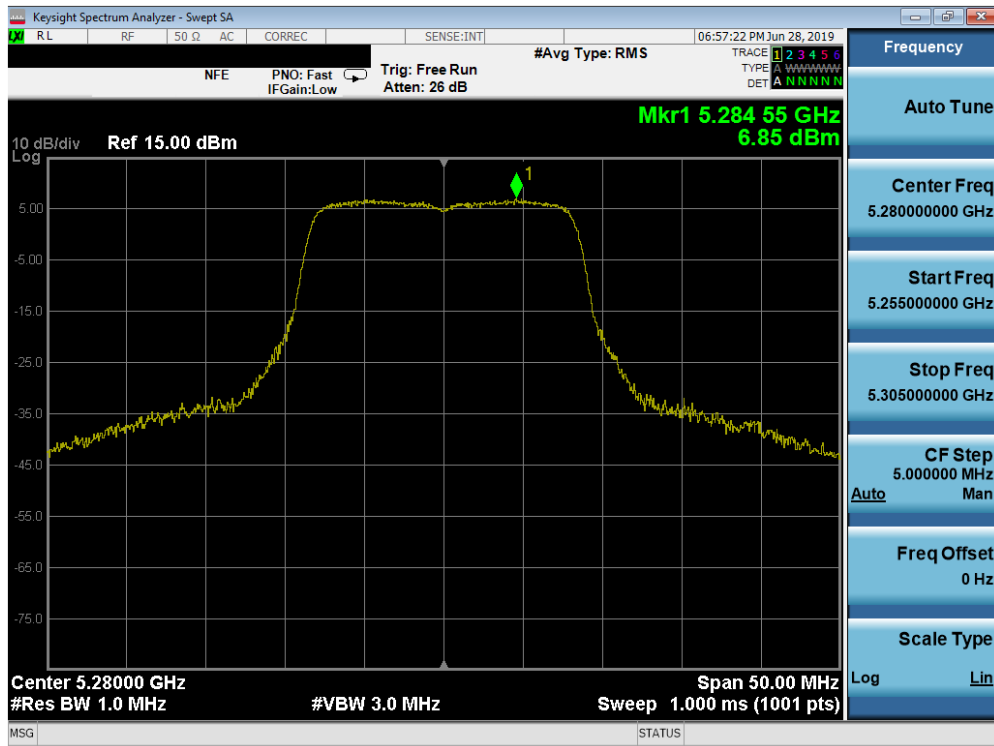 Keysight Spectrum Analyzer - Swept SA
LXI RL RF 50 Ω AC CORREC SENSE:INT 06:57:22 PM Jun 28, 2019
#Avg Type: RMS TRACE 1 2 3 4 5 6
NFE PNO: Fast Trig: Free Run TYPE A WWWWW
IFGain:Low Atten: 26 dB DET A N N N N N
Mkr1 5.284 55 GHz
6.85 dBm
10 dB/div Ref 15.00 dBm
Log
1
5.00
-5.00
-15.0
-25.0
-35.0
-45.0
-55.0
-65.0
-75.0
Center 5.28000 GHz Span 50.00 MHz
#Res BW 1.0 MHz #VBW 3.0 MHz Sweep 1.000 ms (1001 pts)
MSG STATUS
Frequency
Auto Tune
Center Freq
5.280000000 GHz
Start Freq
5.255000000 GHz
Stop Freq
5.305000000 GHz
CF Step
5.000000 MHz
Auto Man
Freq Offset
0 Hz
Scale Type
Log Lin